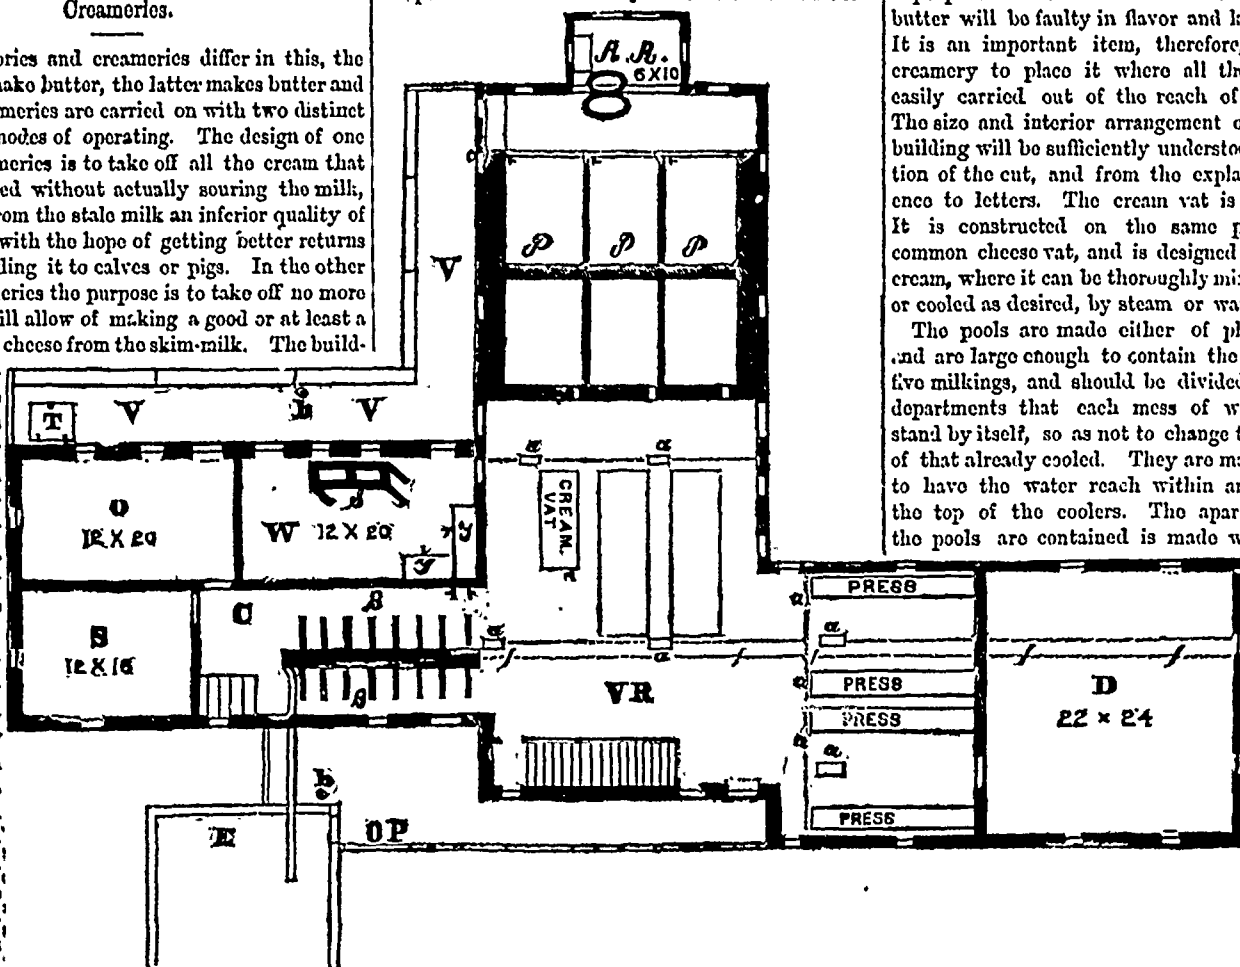 Creameries.
ories and creameries differ in this, the
nake butter, the latter makes butter and
meries are carried on with two distinct
nodes of operating. The design of one
meries is to take off all the cream that
ed without actually souring the milk,
rom the stale milk an inferior quality of
with the hope of getting better returns
ling it to calves or pigs. In the other
eries the purpose is to take off no more
ill allow of making a good or at least a
cheese from the skim-milk. The build-
A. R.
6X10
P P P
V
T V b V
O
12 X 20
W 12 X 20
S
12 X 16
C
B
B
CREAM
VAT
a a
a a
VR
PRESS
a
PRESS
PRESS
a
PRESS
D
22 × 24
b
E
OP
butter will be faulty in flavor and
It is an important item, therefore,
creamery to place it where all
easily carried out of the reach of
The size and interior arrangement
building will be sufficiently
tion of the cut, and from the
ence to letters. The cream vat is
It is constructed on the same
common cheese vat, and is designed
cream, where it can be thoroughly
or cooled as desired, by steam or
The pools are made either of
and are large enough to contain the
five milkings, and should be divided
departments that each mess of
stand by itself, so as not to change
of that already cooled. They are
to have the water reach within
the top of the coolers. The
the pools are contained is made